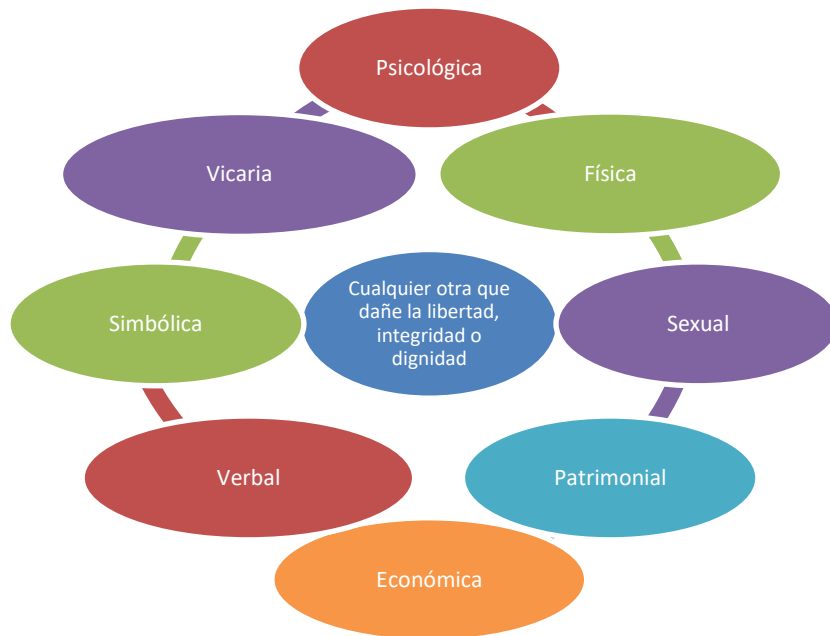 Psicológica
Vicaria
Física
Cualquier otra que
dañe la libertad,
integridad o
dignidad
Simbólica
Sexual
Verbal
Patrimonial
Económica